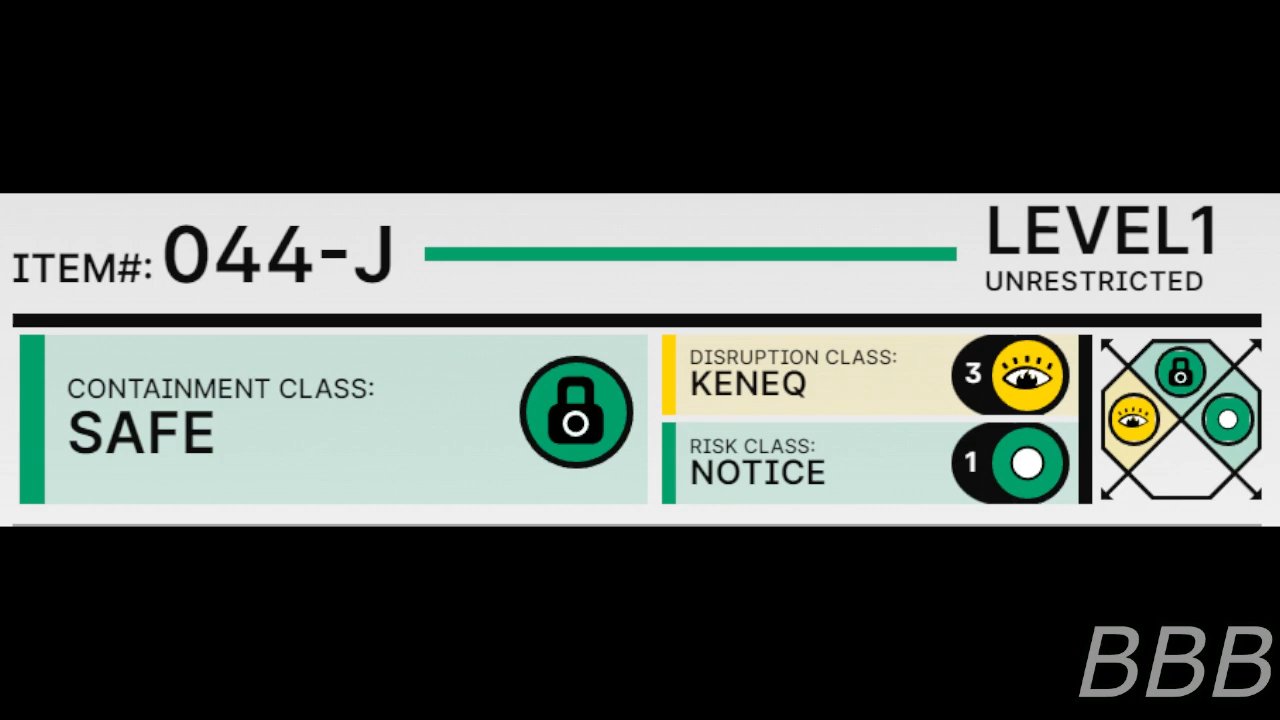 ITEM#: 044-J
LEVEL1
UNRESTRICTED
CONTAINMENT CLASS:
SAFE
DISRUPTION CLASS:
KENEQ
3
RISK CLASS:
NOTICE
1
BBB